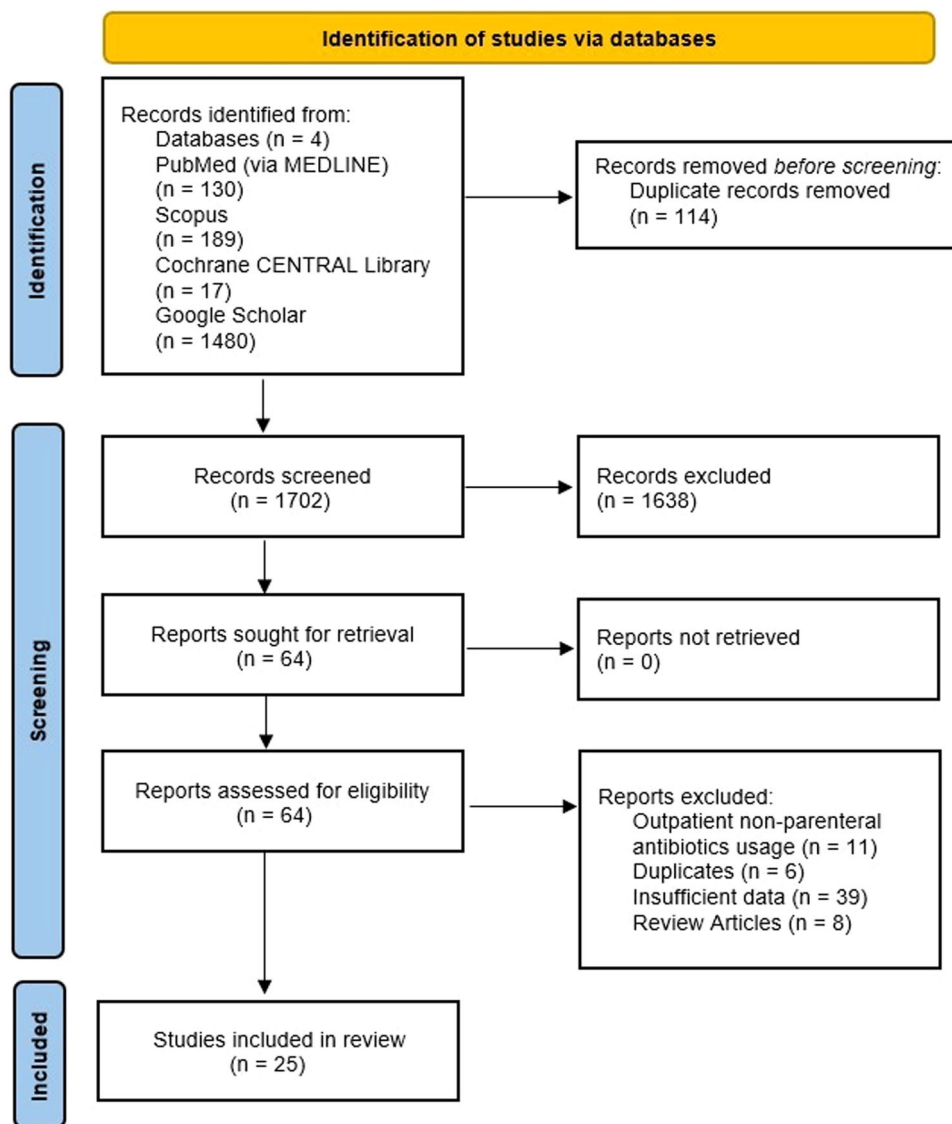 Identification of studies via databases
Identification
Records identified from:
Databases (n = 4)
PubMed (via MEDLINE)
(n = 130)
Scopus
(n = 189)
Cochrane CENTRAL Library
(n = 17)
Google Scholar
(n = 1480)
Records removed before screening:
Duplicate records removed
(n = 114)
Screening
Records screened
(n = 1702)
Records excluded
(n = 1638)
Reports sought for retrieval
(n = 64)
Reports not retrieved
(n = 0)
Reports assessed for eligibility
(n = 64)
Reports excluded:
Outpatient non-parenteral
antibiotics usage (n = 11)
Duplicates (n = 6)
Insufficient data (n = 39)
Review Articles (n = 8)
Included
Studies included in review
(n = 25)